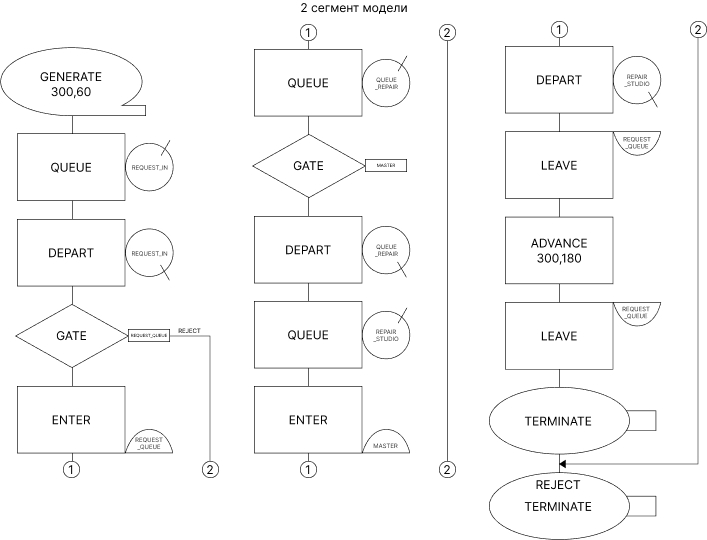 2 сегмент модели
GENERATE
300,60
QUEUE
REQUEST_IN
DEPART
REQUEST_IN
GATE
REQUEST_QUEUE
REJECT
ENTER
REQUEST
_QUEUE
1
2
1
QUEUE
QUEUE
_REPAIR
GATE
MASTER
DEPART
QUEUE
_REPAIR
QUEUE
REPAIR
_STUDIO
ENTER
MASTER
1
2
2
1
DEPART
REPAIR
_STUDIO
LEAVE
REQUEST
_QUEUE
ADVANCE
300,180
LEAVE
REQUEST
_QUEUE
TERMINATE
2
REJECT
TERMINATE